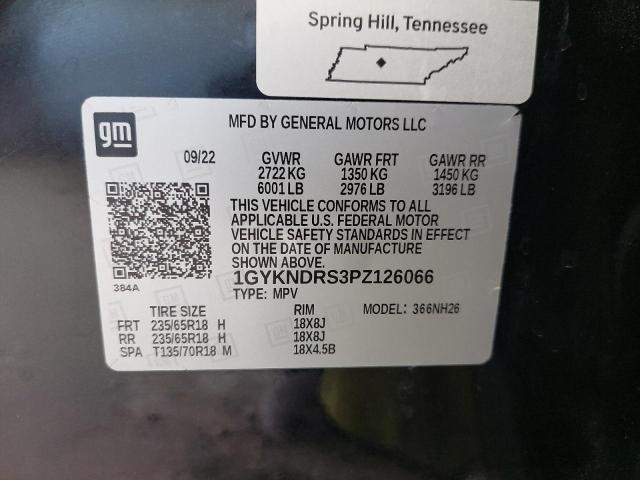 Spring Hill, Tennessee
gm
MFD BY GENERAL MOTORS LLC
09/22 GVWR GAWR FRT GAWR RR
2722 KG 1350 KG 1450 KG
6001 LB 2976 LB 3196 LB
THIS VEHICLE CONFORMS TO ALL
APPLICABLE U.S. FEDERAL MOTOR
VEHICLE SAFETY STANDARDS IN EFFECT
ON THE DATE OF MANUFACTURE
SHOWN ABOVE.
384A
1GYKNDRS3PZ126066
TYPE: MPV
TIRE SIZE RIM MODEL: 366NH26
FRT 235/65R18 H 18X8J
RR 235/65R18 H 18X8J
SPA T135/70R18 M 18X4.5B